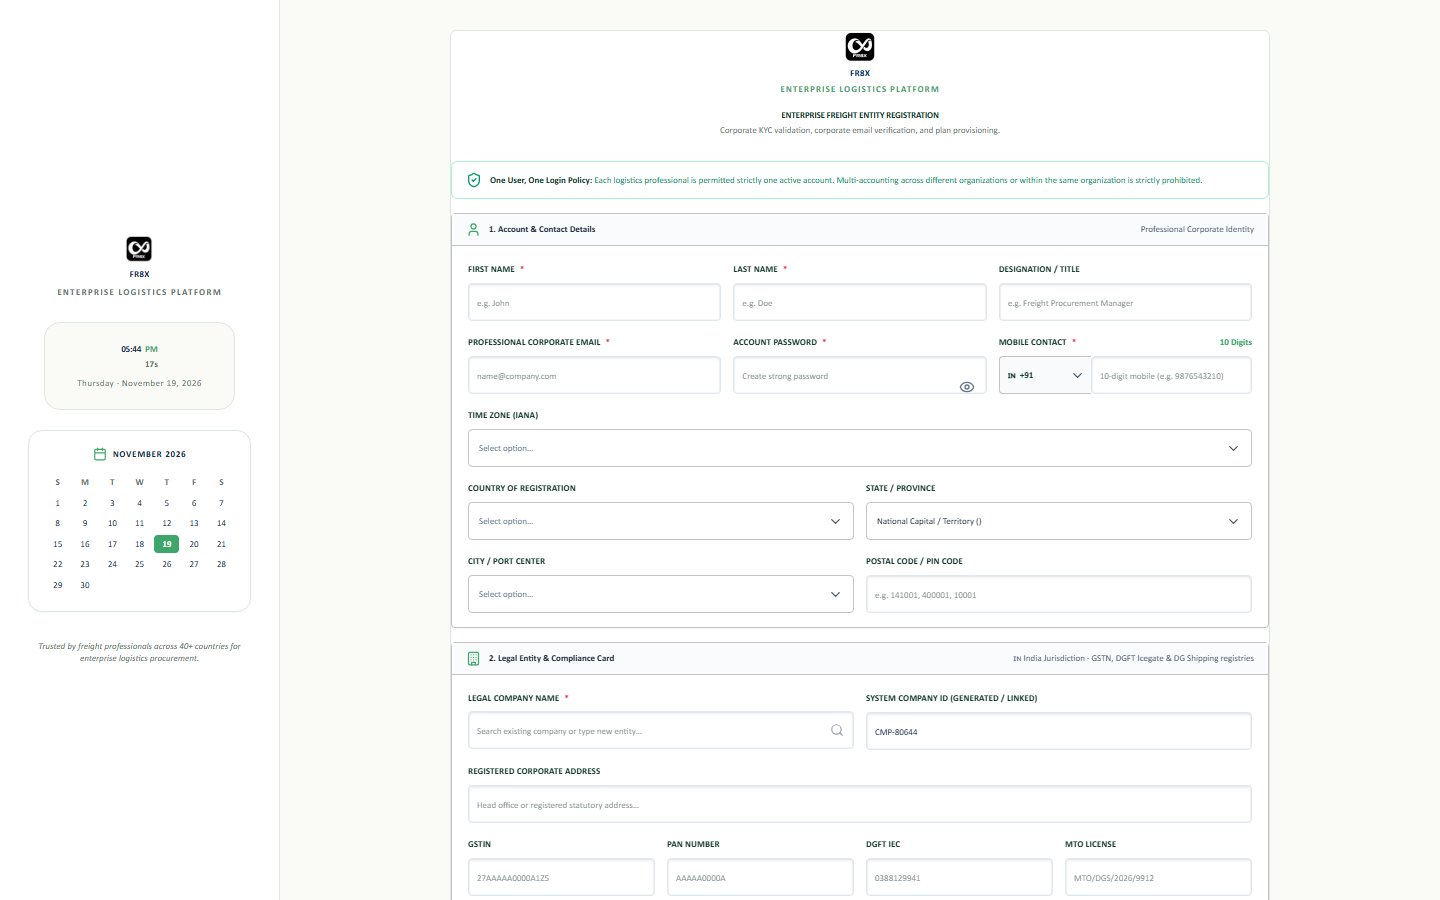 FR8X
FR8X
ENTERPRISE LOGISTICS PLATFORM
05:44 PM
17s
Thursday - November 19, 2026
NOVEMBER 2026
S M T W T F S
1 2 3 4 5 6 7
8 9 10 11 12 13 14
15 16 17 18 19 20 21
22 23 24 25 26 27 28
29 30
Trusted by freight professionals across 40+ countries for
enterprise logistics procurement.
FR8X
FR8X
ENTERPRISE LOGISTICS PLATFORM
ENTERPRISE FREIGHT ENTITY REGISTRATION
Corporate KYC validation, corporate email verification, and plan provisioning.
One User, One Login Policy: Each logistics professional is permitted strictly one active account. Multi-accounting across different organizations or within the same organization is strictly prohibited.
1. Account & Contact Details Professional Corporate Identity
FIRST NAME * LAST NAME * DESIGNATION / TITLE
e.g. John e.g. Doe e.g. Freight Procurement Manager
PROFESSIONAL CORPORATE EMAIL * ACCOUNT PASSWORD * MOBILE CONTACT * 10 Digits
name@company.com Create strong password IN +91 10-digit mobile (e.g. 9876543210)
TIME ZONE (IANA)
Select option...
COUNTRY OF REGISTRATION STATE / PROVINCE
Select option... National Capital / Territory ()
CITY / PORT CENTER POSTAL CODE / PIN CODE
Select option... e.g. 141001, 400001, 10001
2. Legal Entity & Compliance Card IN India Jurisdiction - GSTN, DGFT Icegate & DG Shipping registries
LEGAL COMPANY NAME * SYSTEM COMPANY ID (GENERATED / LINKED)
Search existing company or type new entity... CMP-80644
REGISTERED CORPORATE ADDRESS
Head office or registered statutory address...
GSTIN PAN NUMBER DGFT IEC MTO LICENSE
27AAAAA0000A1Z5 AAAAA0000A 0388129941 MTO/DGS/2026/9912